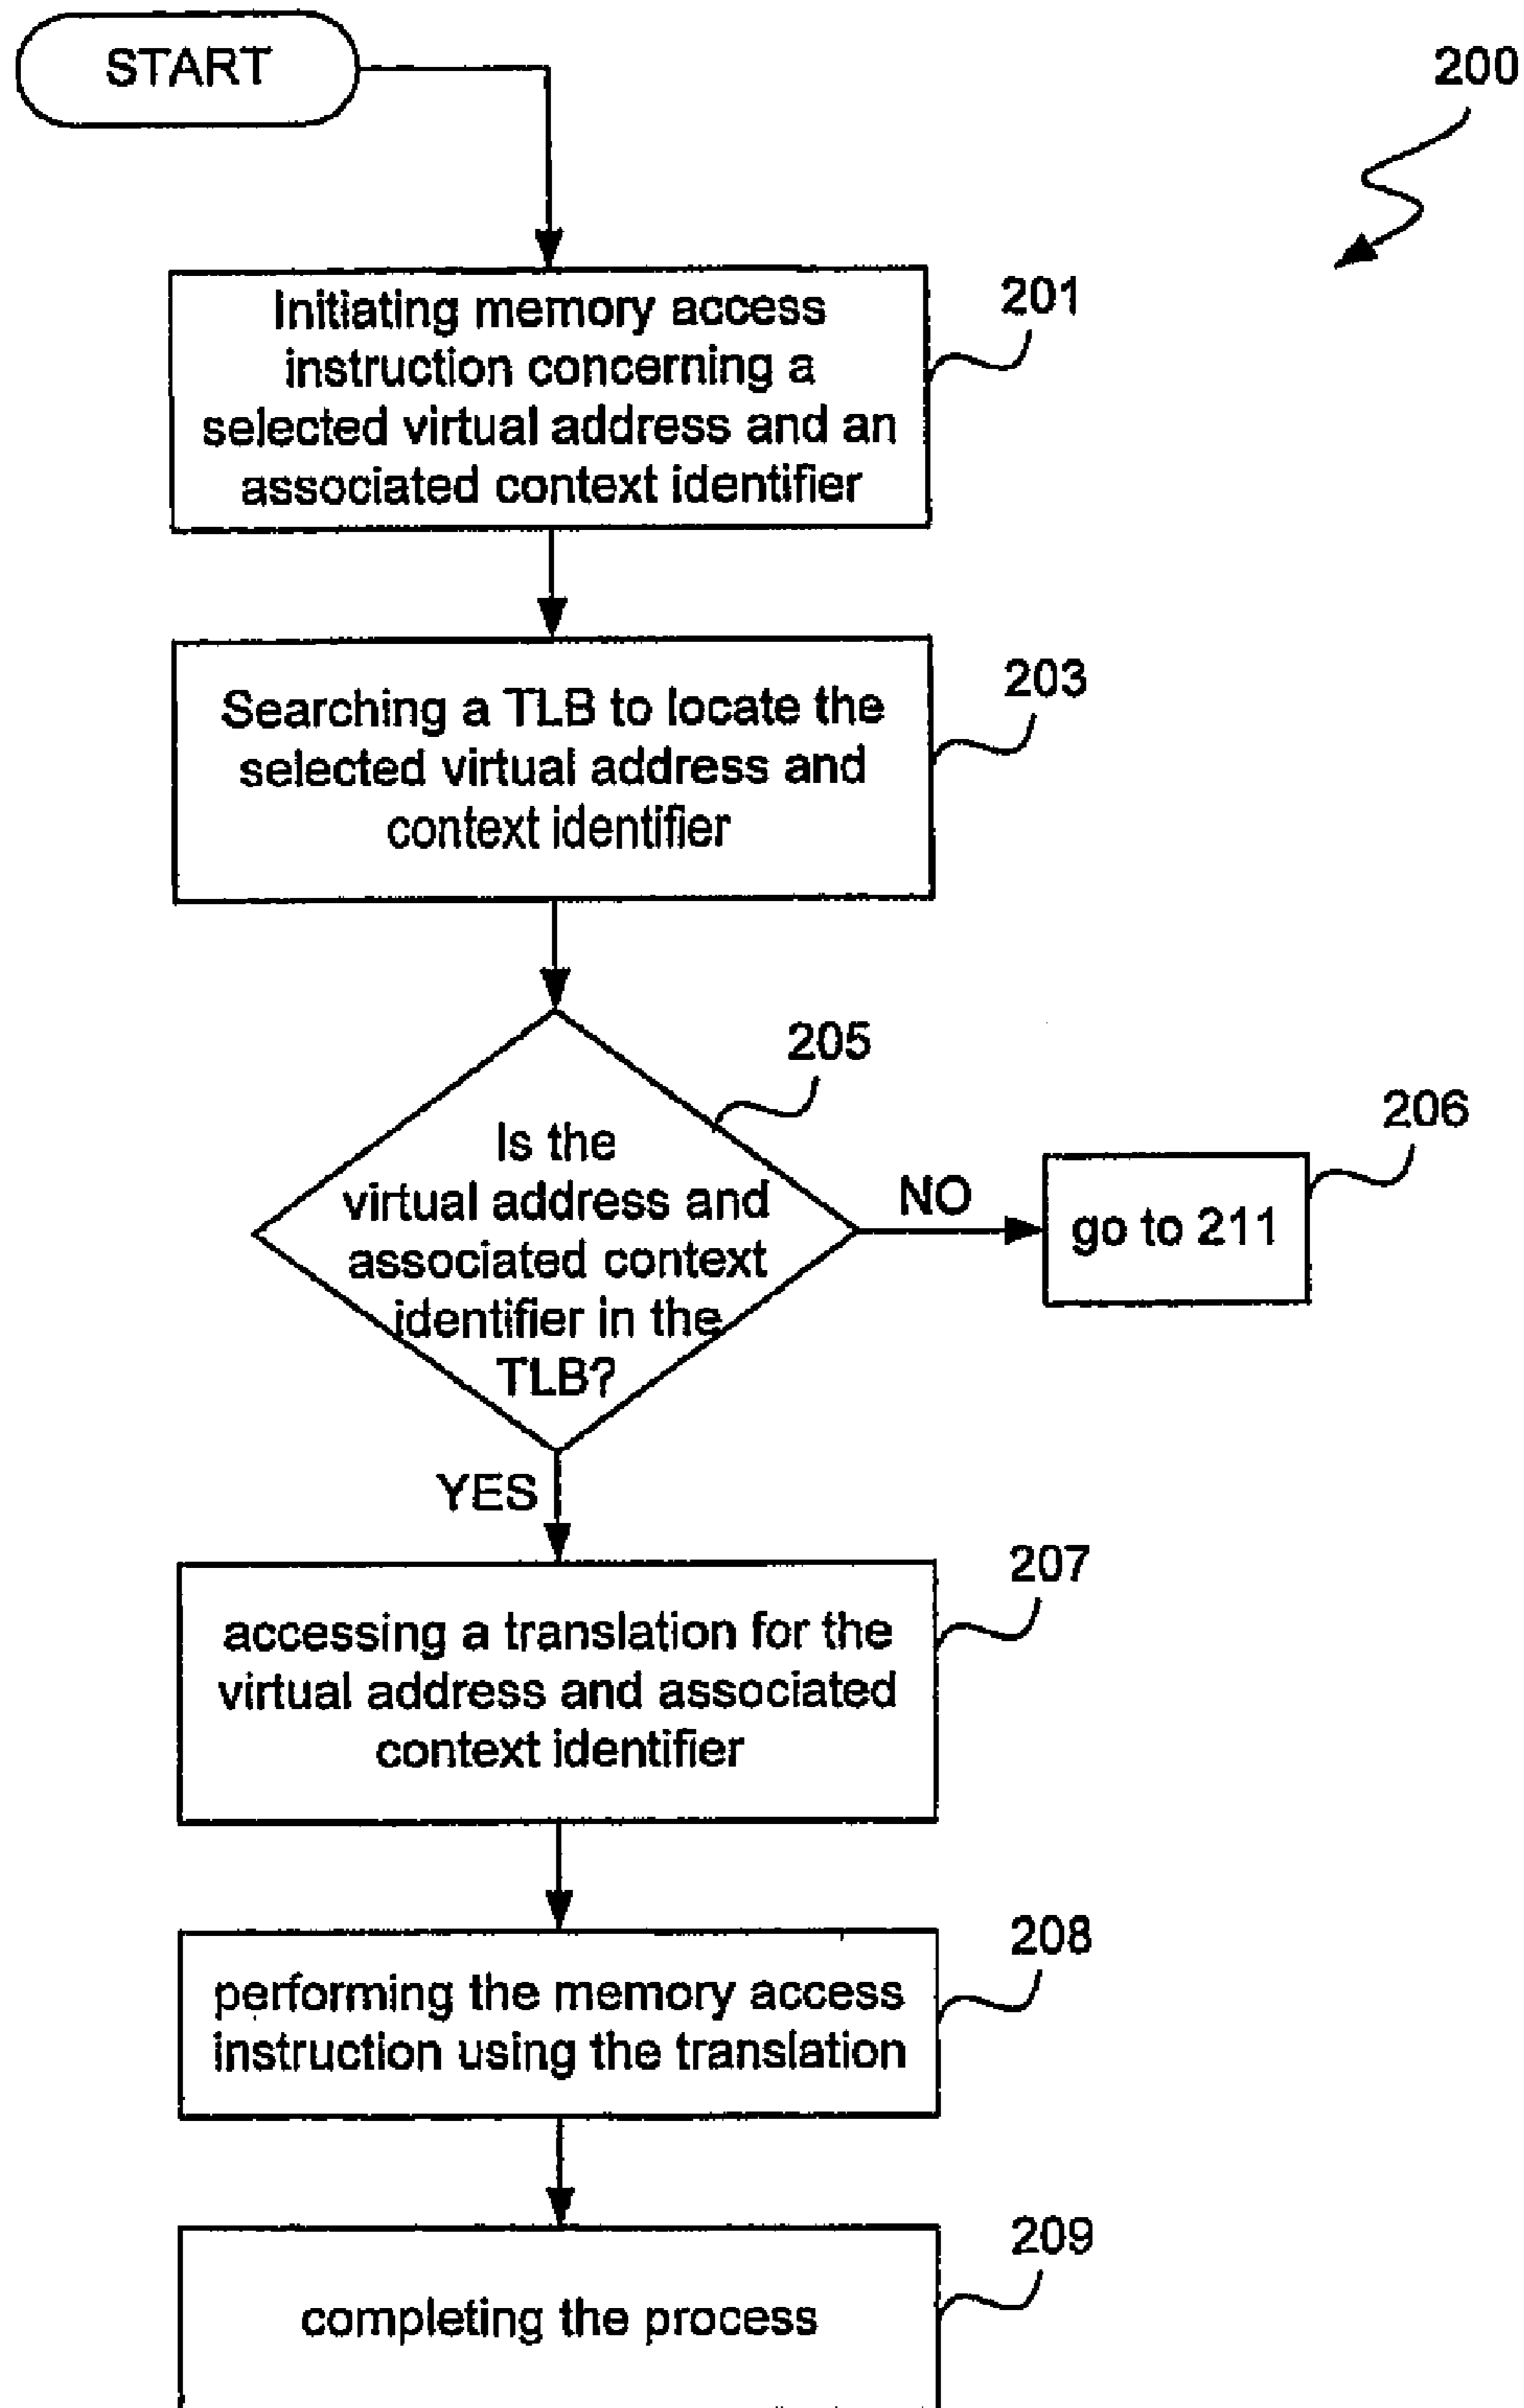 START
200
Initiating memory access
instruction concerning a
selected virtual address and an
associated context identifier
201
Searching a TLB to locate the
selected virtual address and
context identifier
203
205
Is the
virtual address and
associated context
identifier in the
TLB?
NO
206
go to 211
YES
207
accessing a translation for the
virtual address and associated
context identifier
208
performing the memory access
instruction using the translation
209
completing the process